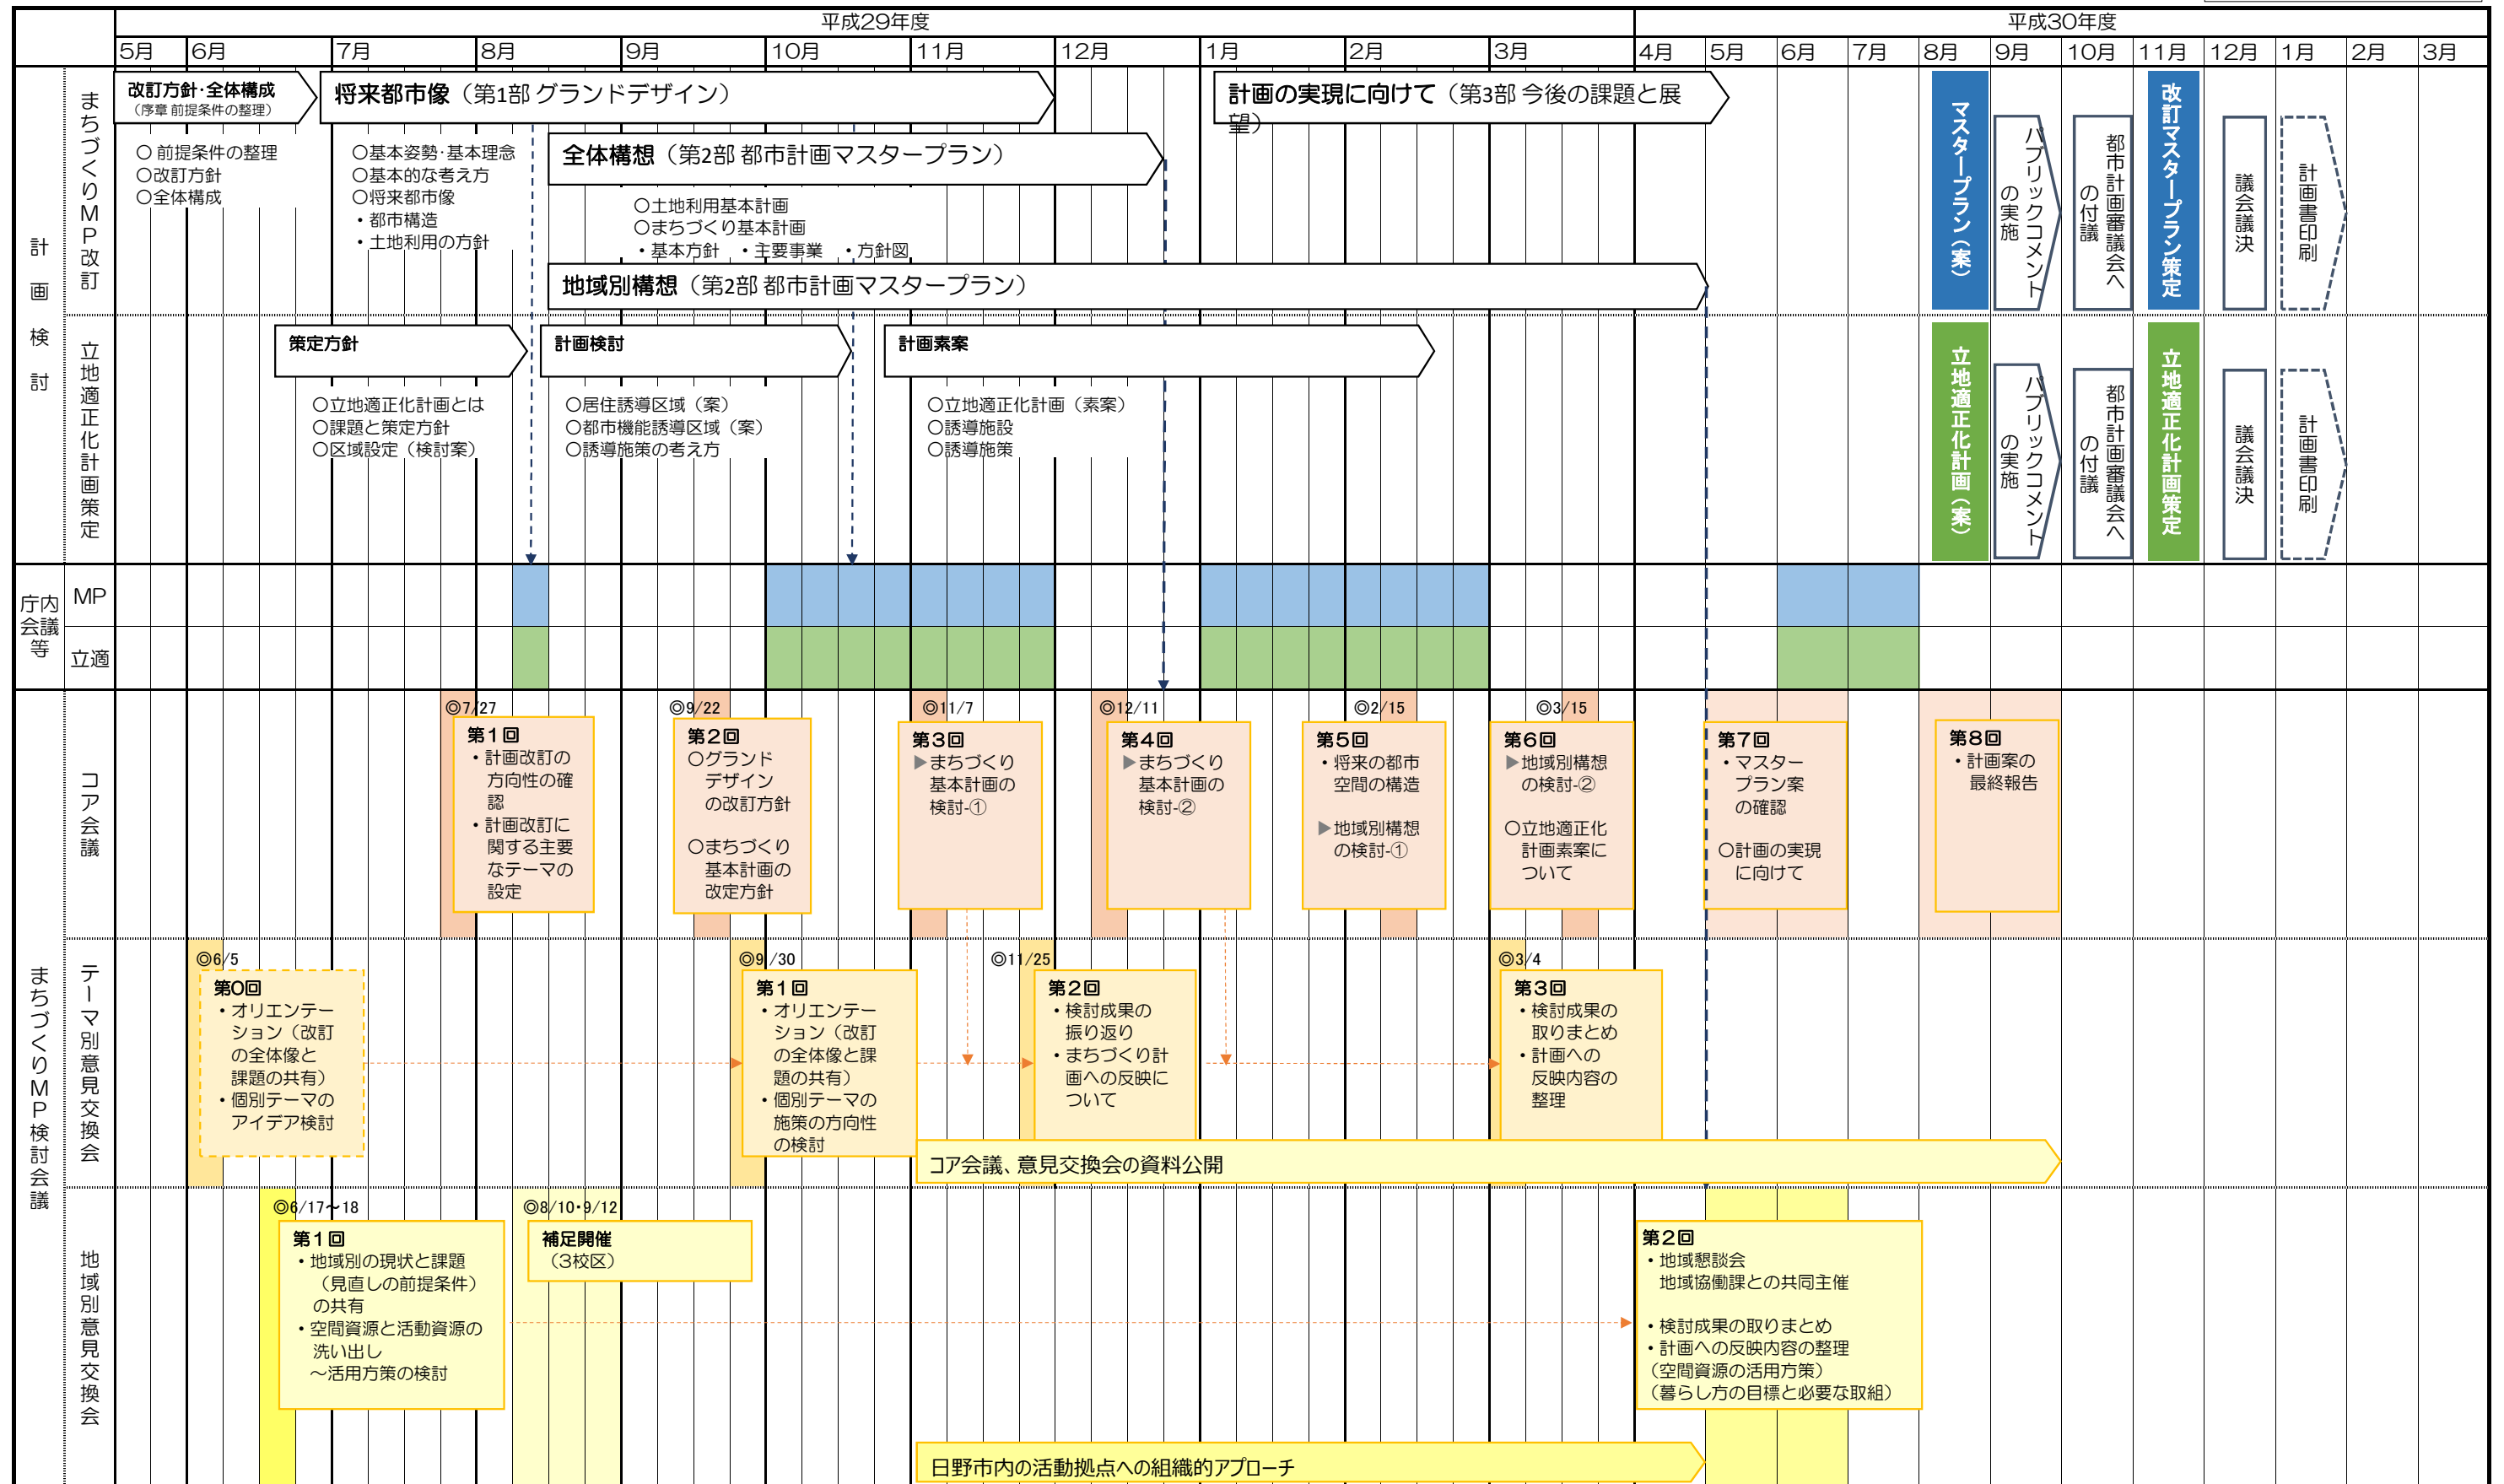 平成29年度
平成30年度
5月
6月
7月
8月
9月
10月
11月
12月
1月
2月
3月
4月
5月
6月
7月
8月
9月
10月
11月
12月
1月
2月
3月
計画検討
まちづくりMP改訂
改訂方針・全体構成
（序章 前提条件の整理）
〇 前提条件の整理
〇改訂方針
〇全体構成
将来都市像（第1部 グランドデザイン）
〇基本姿勢・基本理念
〇基本的な考え方
〇将来都市像
・都市構造
・土地利用の方針
全体構想（第2部 都市計画マスタープラン）
〇土地利用基本計画
〇まちづくり基本計画
・基本方針　・主要事業　・方針図
地域別構想（第2部 都市計画マスタープラン）
計画の実現に向けて（第3部 今後の課題と展
望）
マスタープラン（案）
パブリックコメント
の実施
都市計画審議会へ
の付議
改訂マスタープラン策定
議会議決
計画書印刷
立地適正化計画策定
策定方針
〇立地適正化計画とは
〇課題と策定方針
〇区域設定（検討案）
計画検討
〇居住誘導区域（案）
〇都市機能誘導区域（案）
〇誘導施策の考え方
計画素案
〇立地適正化計画（素案）
〇誘導施設
〇誘導施策
立地適正化計画（案）
パブリックコメント
の実施
都市計画審議会へ
の付議
立地適正化計画策定
議会議決
計画書印刷
庁内
会議
等
MP
立適
まちづくりMP検討会議
コア会議
◎7/27
第１回
・計画改訂の
方向性の確
認
・計画改訂に
関する主要
なテーマの
設定
◎9/22
第２回
〇グランド
デザイン
の改訂方針
〇まちづくり
基本計画の
改定方針
◎11/7
第３回
▶まちづくり
基本計画の
検討-①
◎12/11
第４回
▶まちづくり
基本計画の
検討-②
◎2/15
第５回
・将来の都市
空間の構造
▶地域別構想
の検討-①
◎3/15
第６回
▶地域別構想
の検討-②
〇立地適正化
計画素案に
ついて
第７回
・マスター
プラン案
の確認
〇計画の実現
に向けて
第８回
・計画案の
最終報告
テーマ別意見交換会
◎6/5
第０回
・オリエンテー
ション（改訂
の全体像と
課題の共有）
・個別テーマの
アイデア検討
◎9/30
第１回
・オリエンテー
ション（改訂
の全体像と課
題の共有）
・個別テーマの
施策の方向性
の検討
◎11/25
第２回
・検討成果の
振り返り
・まちづくり計
画への反映に
ついて
◎3/4
第３回
・検討成果の
取りまとめ
・計画への
反映内容の
整理
コア会議、意見交換会の資料公開
地域別意見交換会
◎6/17～18
第１回
・地域別の現状と課題
（見直しの前提条件）
の共有
・空間資源と活動資源の
洗い出し
～活用方策の検討
◎8/10・9/12
補足開催
（3校区）
第２回
・地域懇談会
地域協働課との共同主催
・検討成果の取りまとめ
・計画への反映内容の整理
（空間資源の活用方策）
（暮らし方の目標と必要な取組）
日野市内の活動拠点への組織的アプローチ